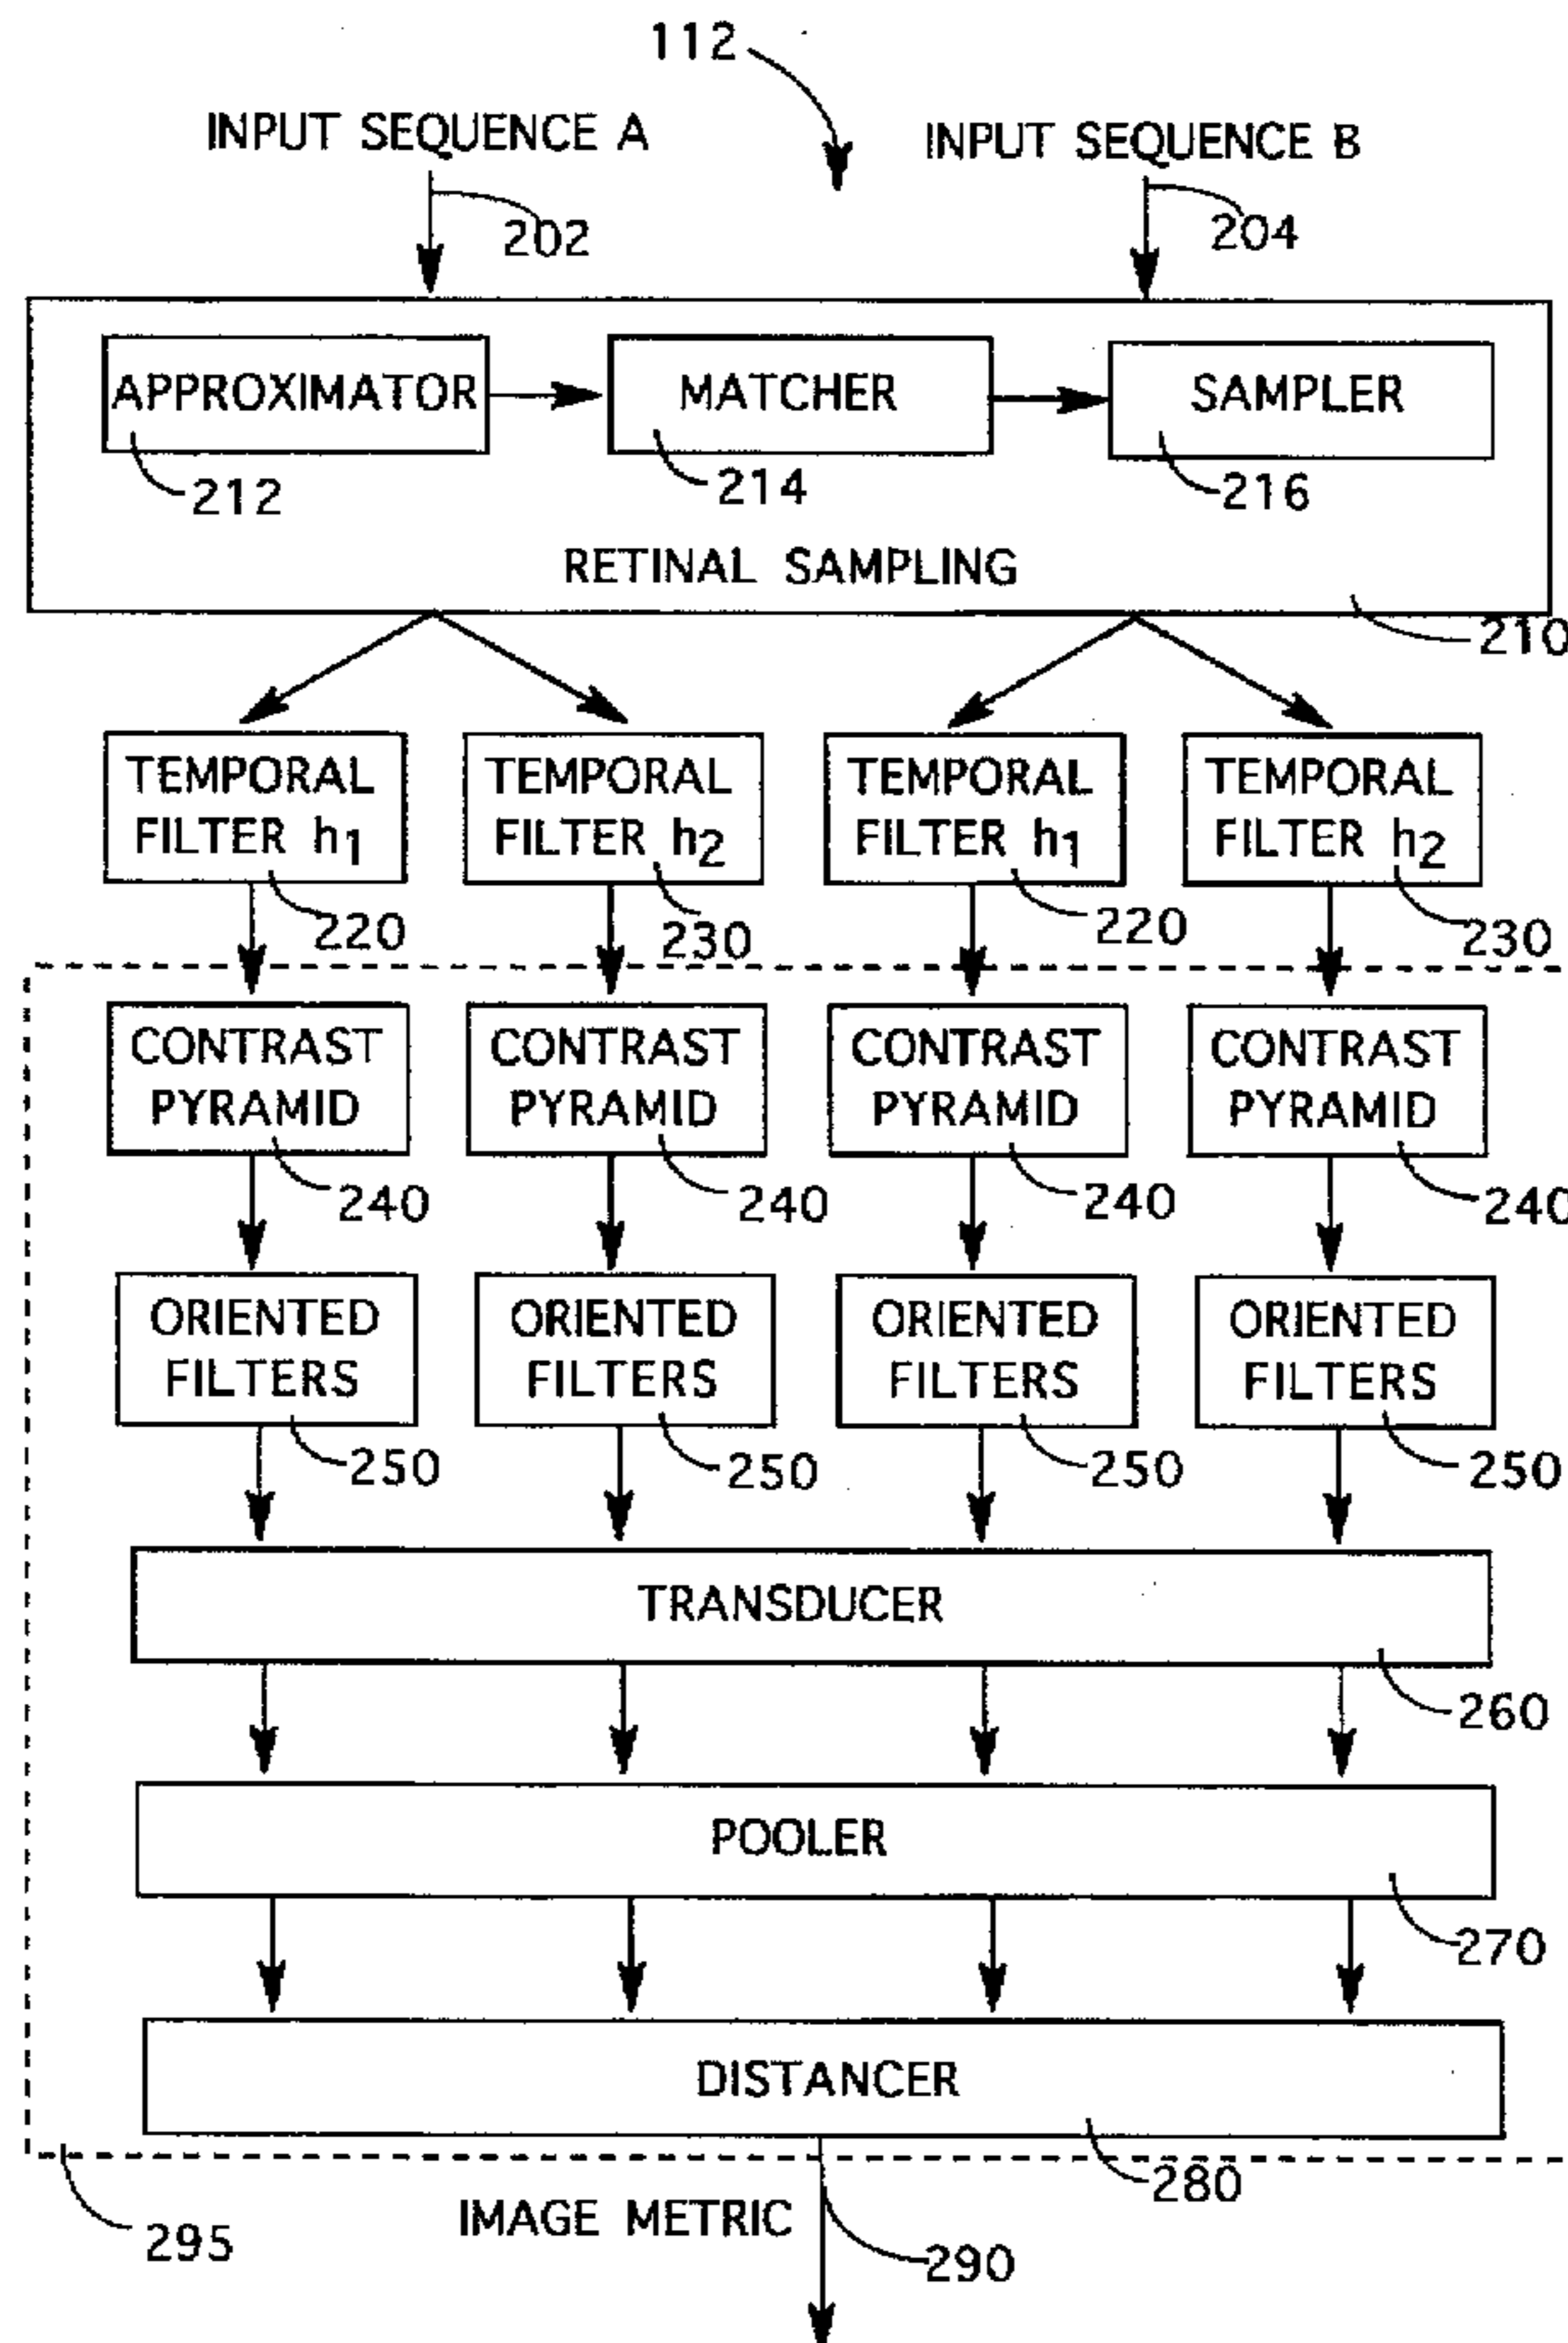 112
INPUT SEQUENCE A
INPUT SEQUENCE B
202
204
APPROXIMATOR
MATCHER
SAMPLER
212
214
216
RETINAL SAMPLING
210
TEMPORAL
FILTER h1
TEMPORAL
FILTER h2
TEMPORAL
FILTER h1
TEMPORAL
FILTER h2
220
230
220
230
CONTRAST
PYRAMID
CONTRAST
PYRAMID
CONTRAST
PYRAMID
CONTRAST
PYRAMID
240
240
240
240
ORIENTED
FILTERS
ORIENTED
FILTERS
ORIENTED
FILTERS
ORIENTED
FILTERS
250
250
250
250
TRANSDUCER
260
POOLER
270
DISTANCER
280
295
IMAGE METRIC
290